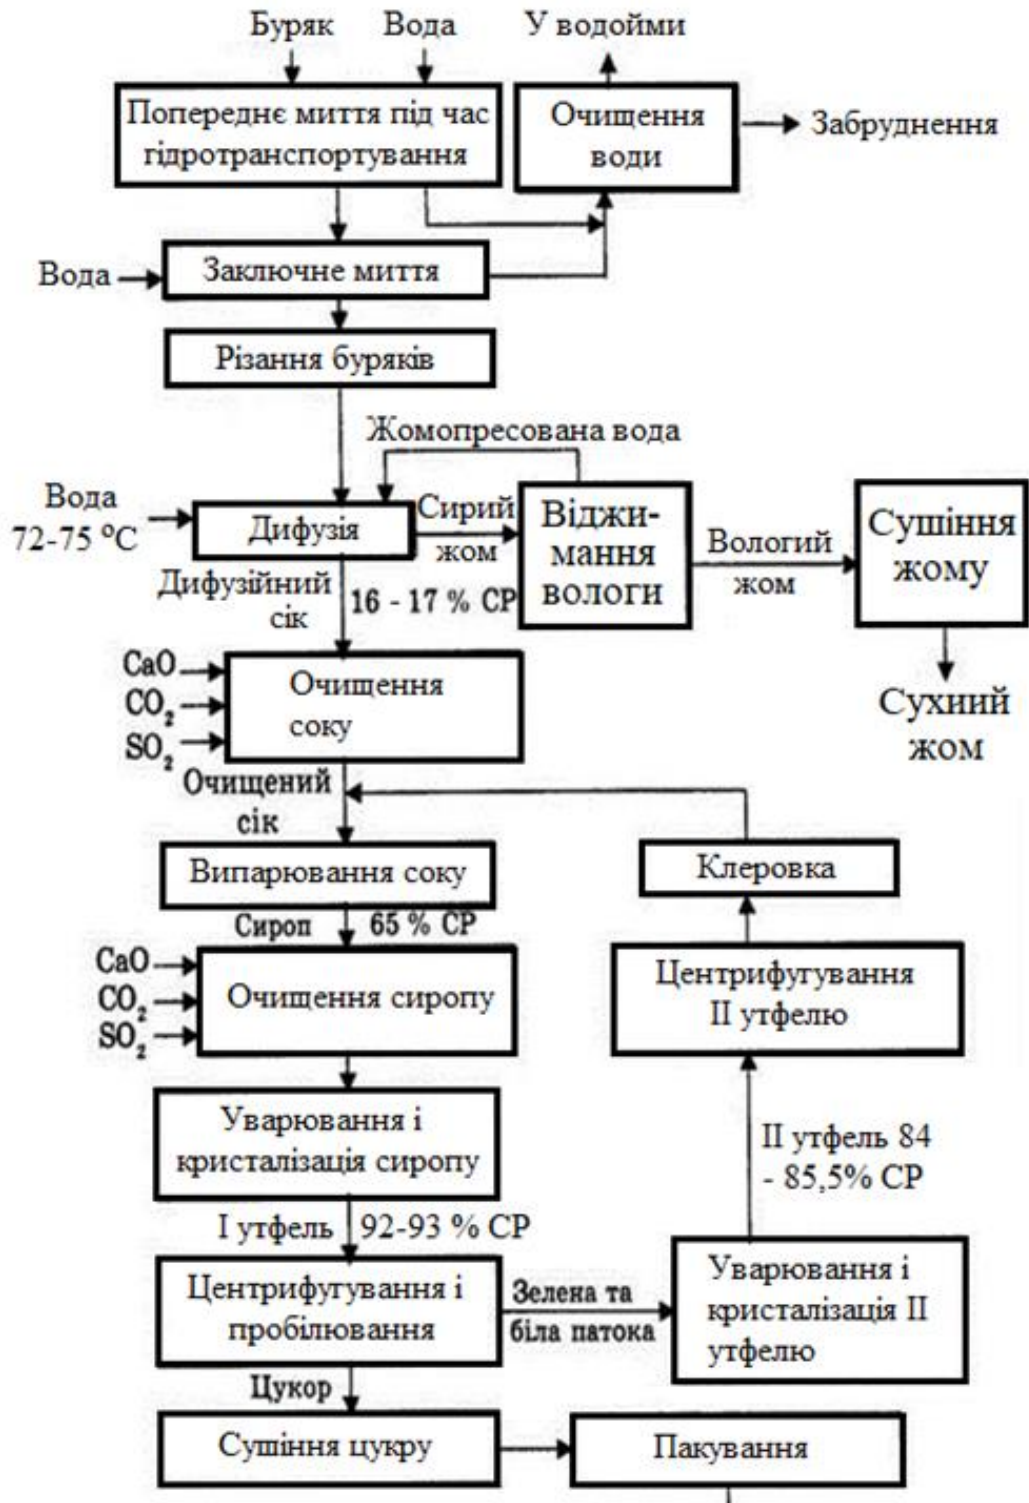 Буряк
Вода
У водойми
Попереднє миття під час
гідротранспортування
Очищення
води
Забруднення
Вода
Заключне миття
Різання буряків
Жомопресована вода
Вода
72-75 ⁰С
Дифузія
Сирий
жом
Віджи-
мання
вологи
Вологий
жом
Сушіння
жому
Дифузійний
сік
16 - 17 % СР
Сухиий
жом
CaO
CO₂
SO₂
Очищення
соку
Очищений
сік
Випарювання соку
Клеровка
Сироп
65 % СР
CaO
CO₂
SO₂
Очищення сиропу
Центрифугування
II утфелю
Уварювання і
кристалізація сиропу
II утфель 84
- 85,5% СР
I утфель
92-93 % СР
Центрифугування і
пробілювання
Зелена та
біла патока
Уварювання і
кристалізація II
утфелю
Цукор
Сушіння цукру
Пакування